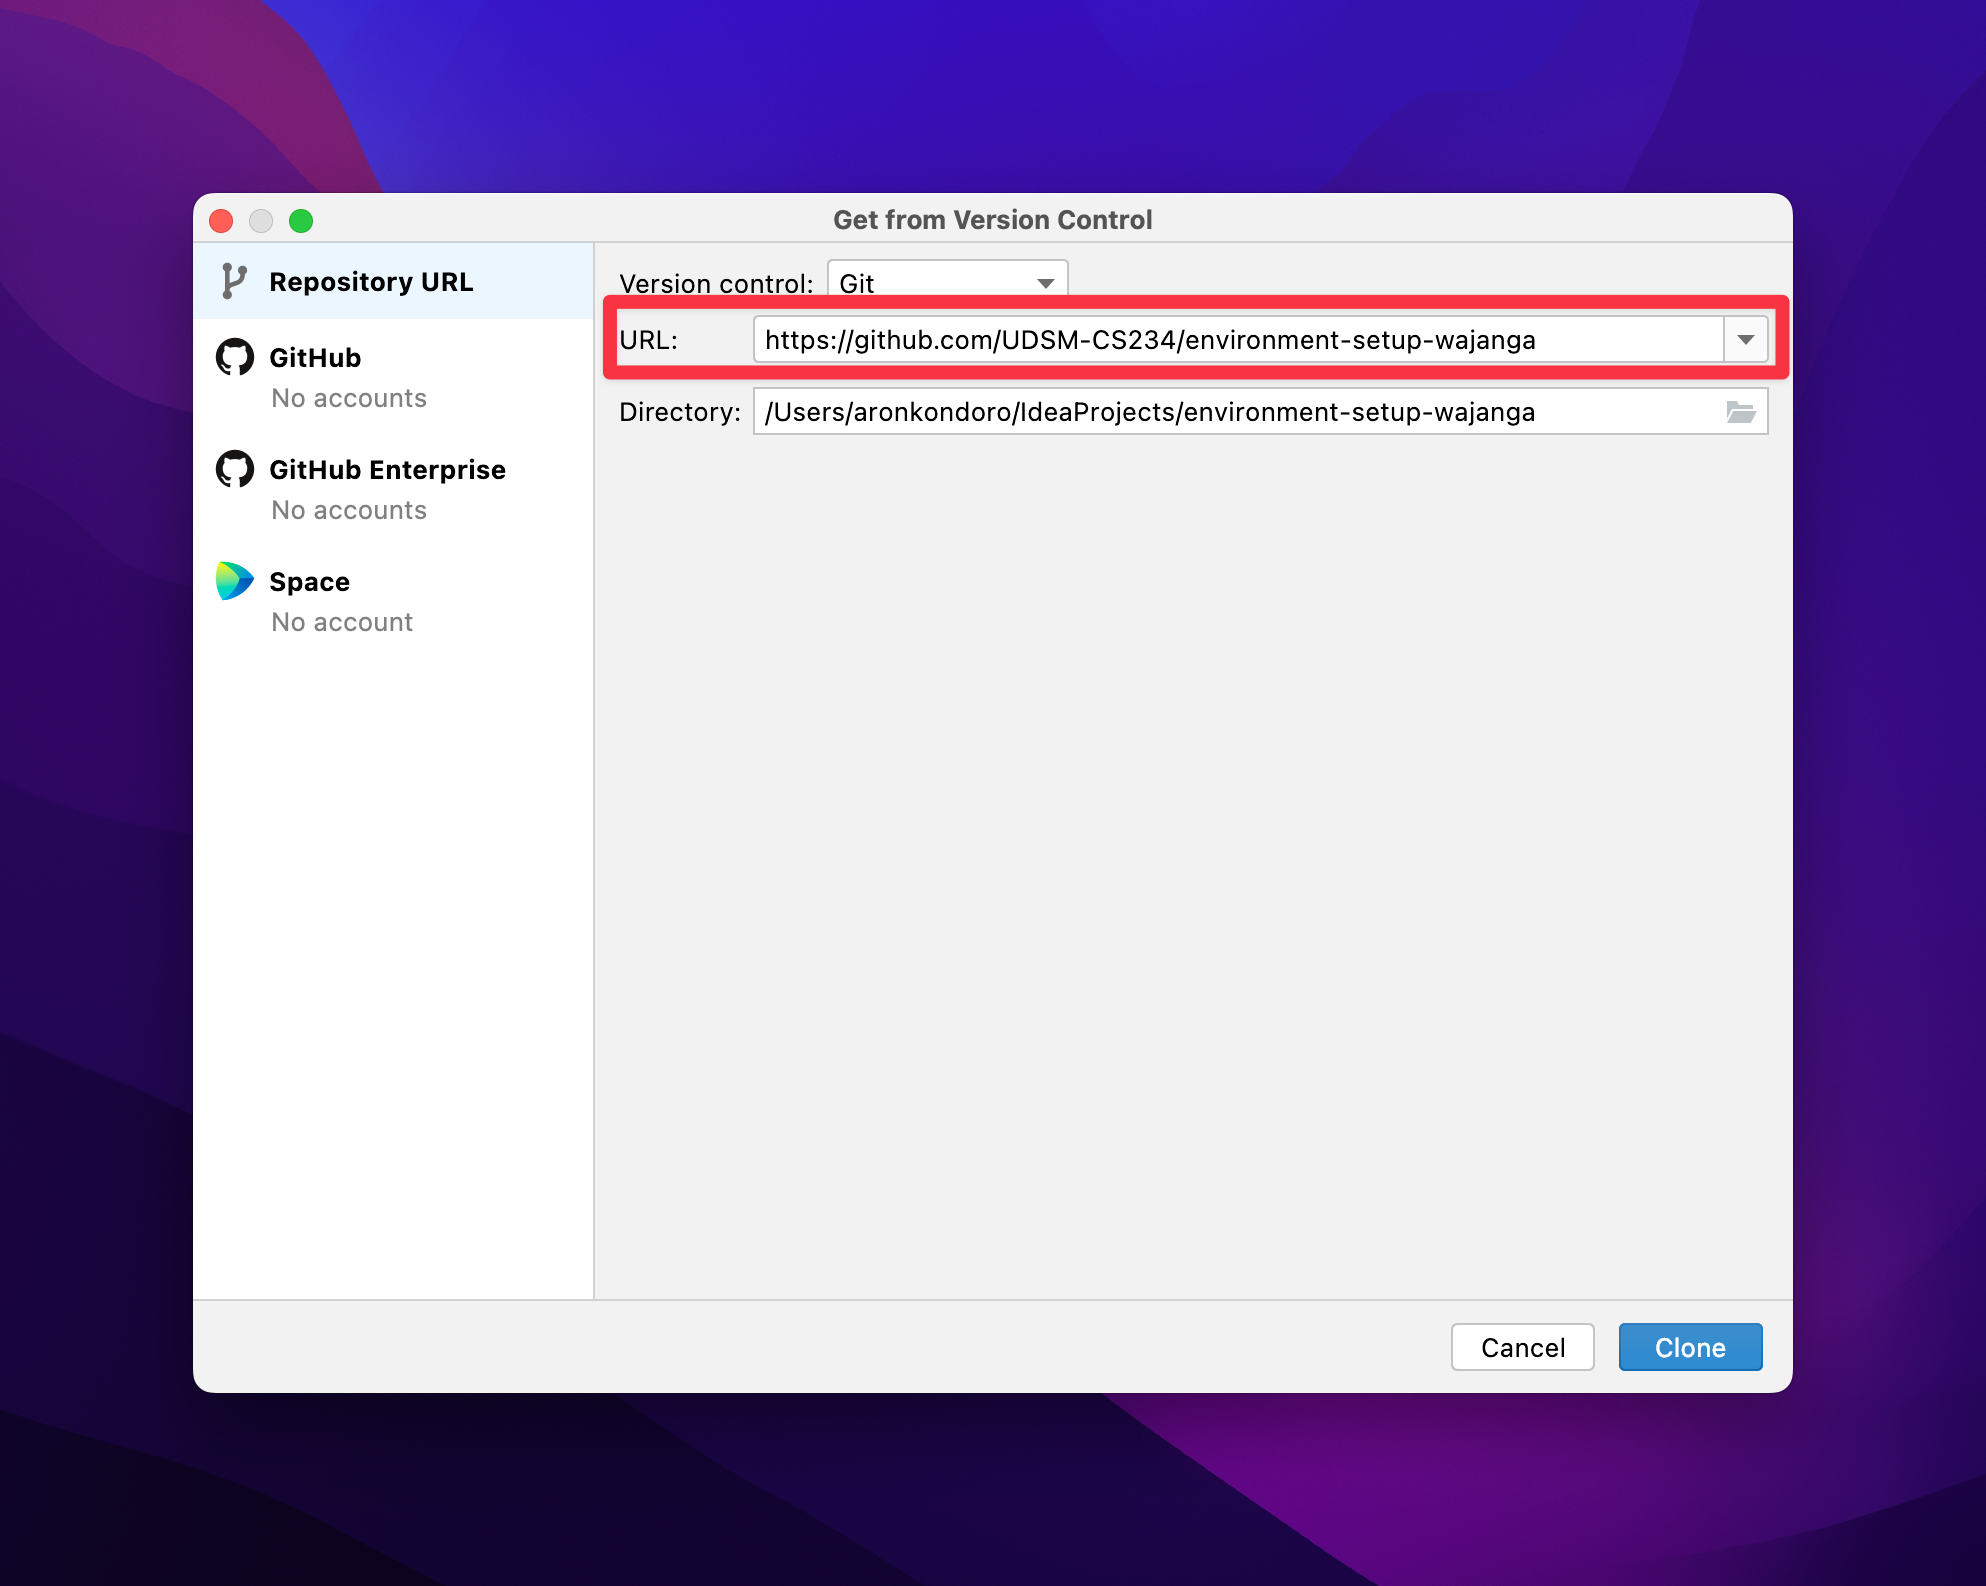 Get from Version Control
Repository URL
GitHub
No accounts
GitHub Enterprise
No accounts
Space
No account
Version control: Git
URL: https://github.com/UDSM-CS234/environment-setup-wajanga
Directory: /Users/aronkondoro/IdeaProjects/environment-setup-wajanga
Cancel Clone